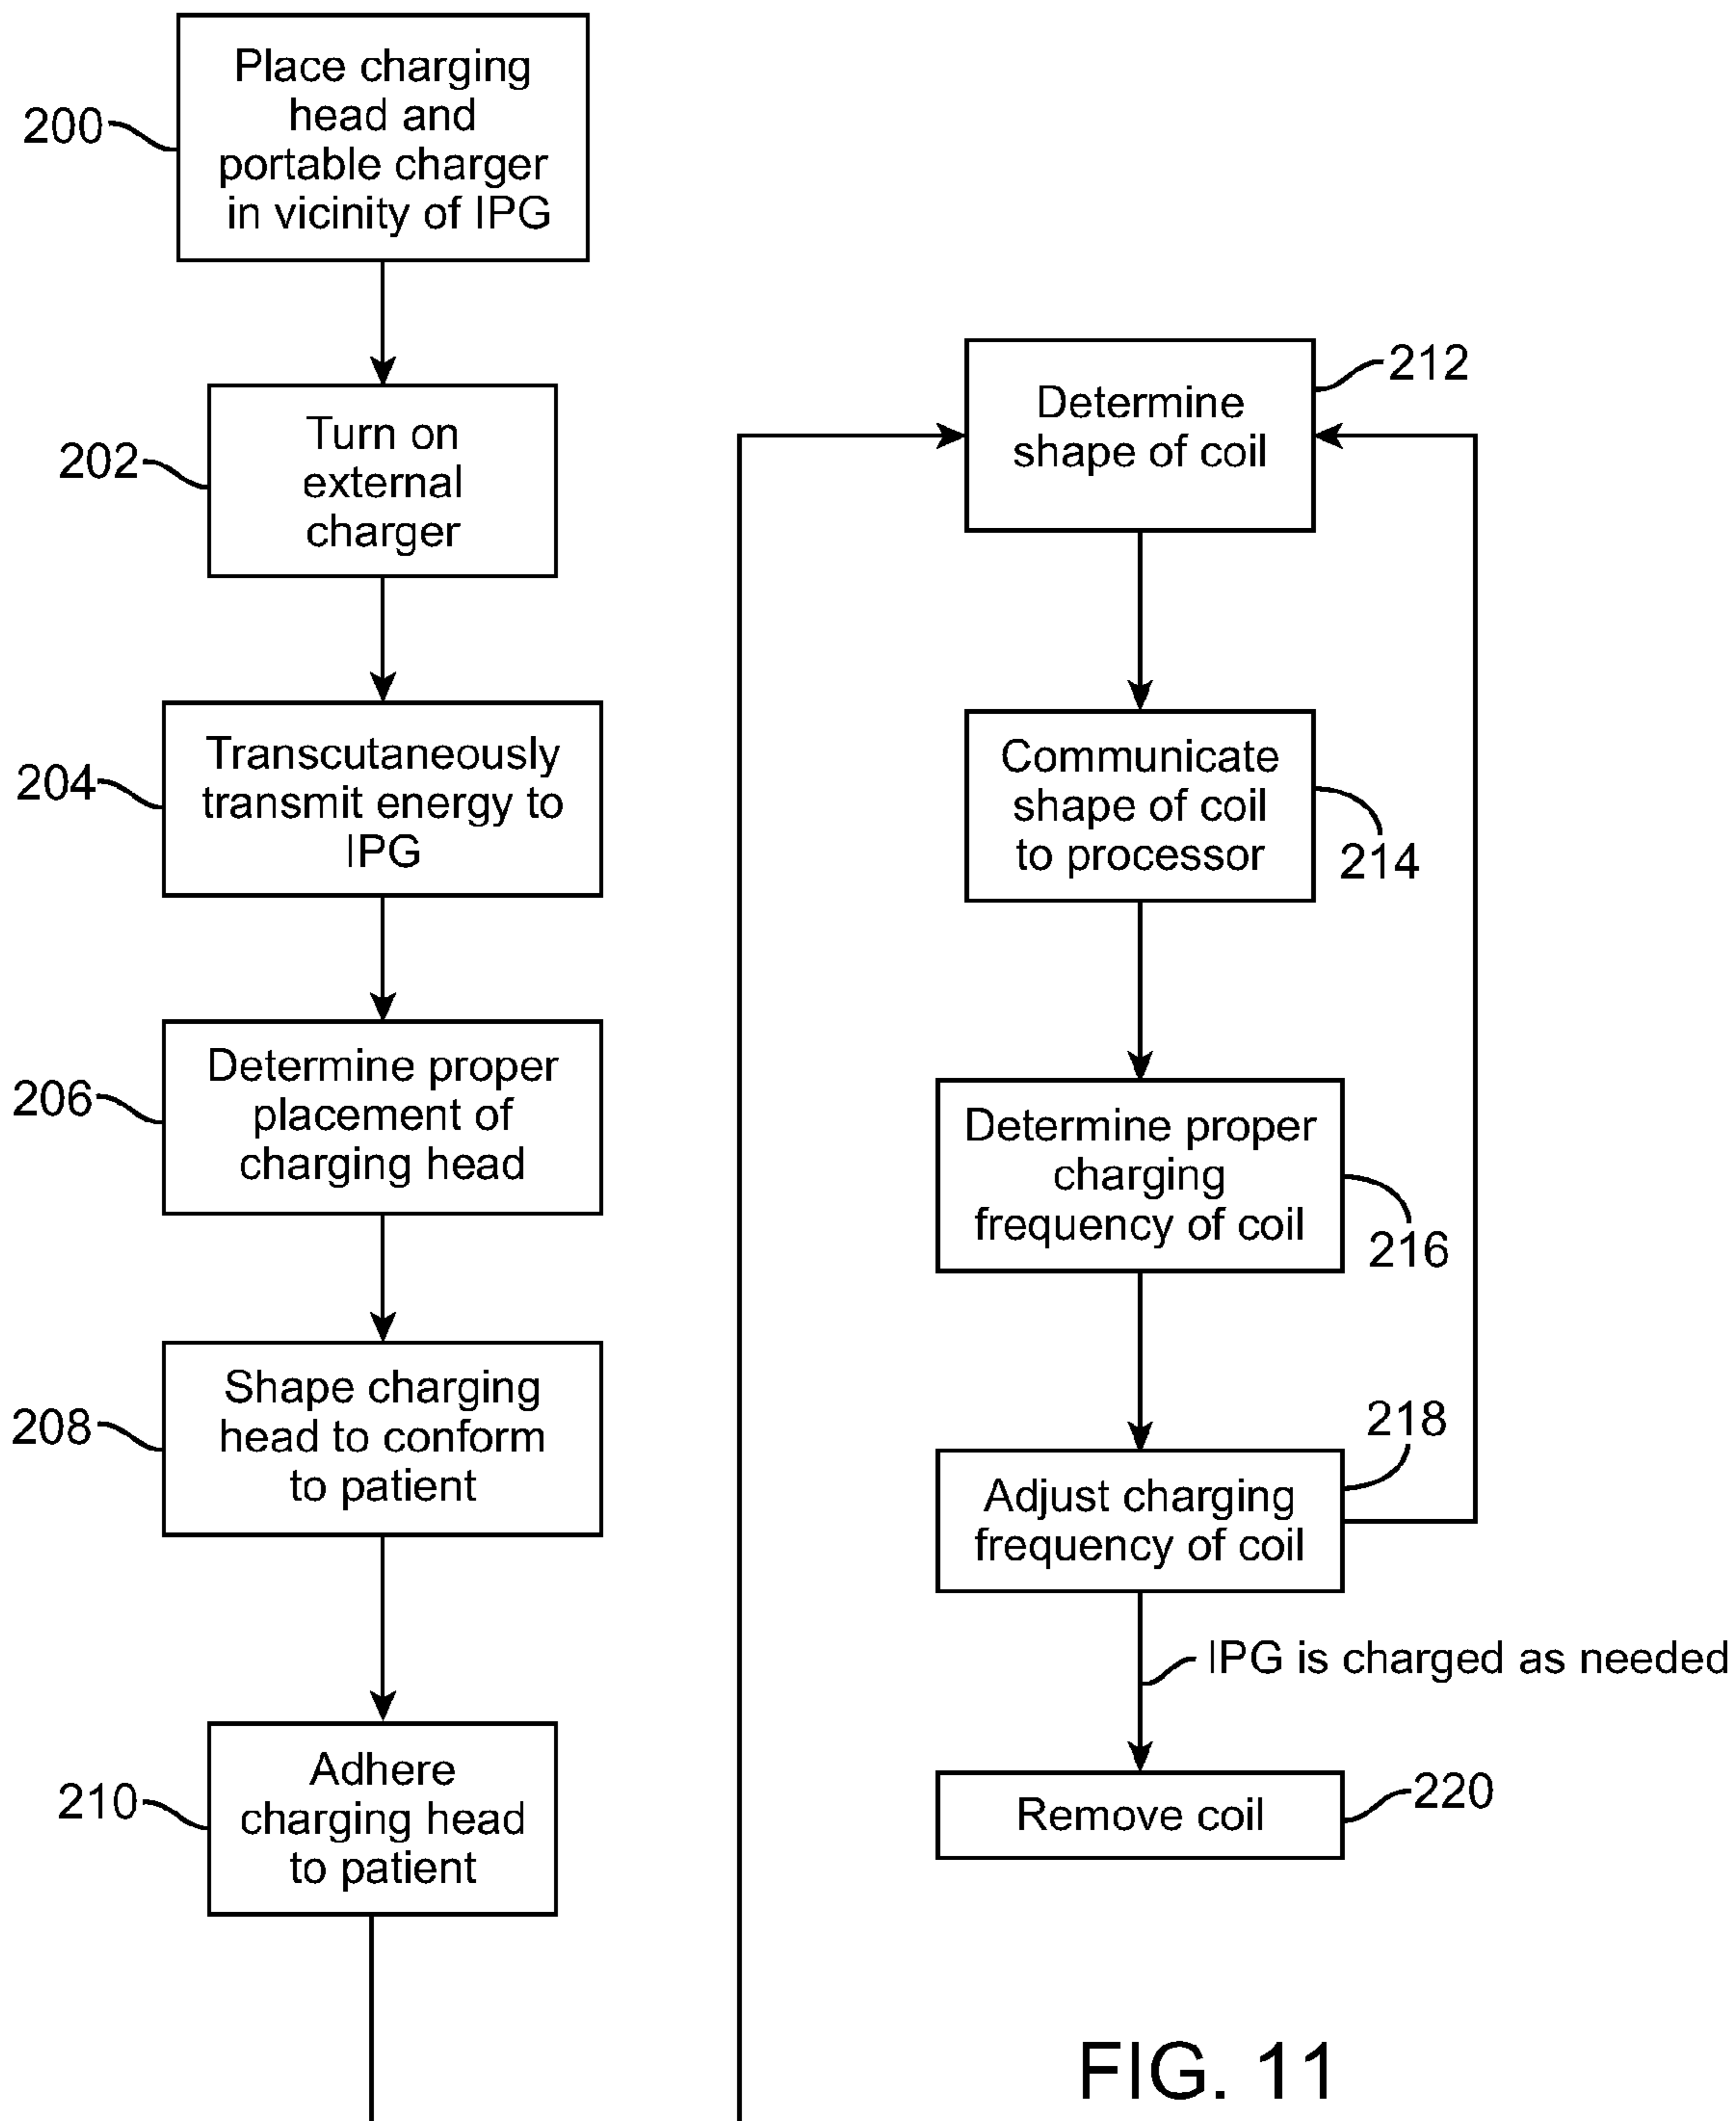 200
Place charging
head and
portable charger
in vicinity of IPG
202
Turn on
external
charger
204
Transcutaneously
transmit energy to
IPG
206
Determine proper
placement of
charging head
208
Shape charging
head to conform
to patient
210
Adhere
charging head
to patient
212
Determine
shape of coil
Communicate
shape of coil
to processor
214
Determine proper
charging
frequency of coil
216
218
Adjust charging
frequency of coil
IPG is charged as needed
Remove coil
220
FIG. 11